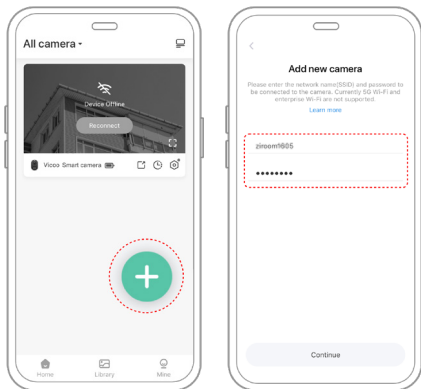 All camera
Device Offline
Reconnect
Vicoo Smart camera
Home
Library
Mine
Add new camera
Please enter the network name(SSID) and password to
be connected to the camera. Currently 5G Wi-Fi and
enterprise Wi-Fi are not supported
Learn more
ziroom1605
••••••••
Continue